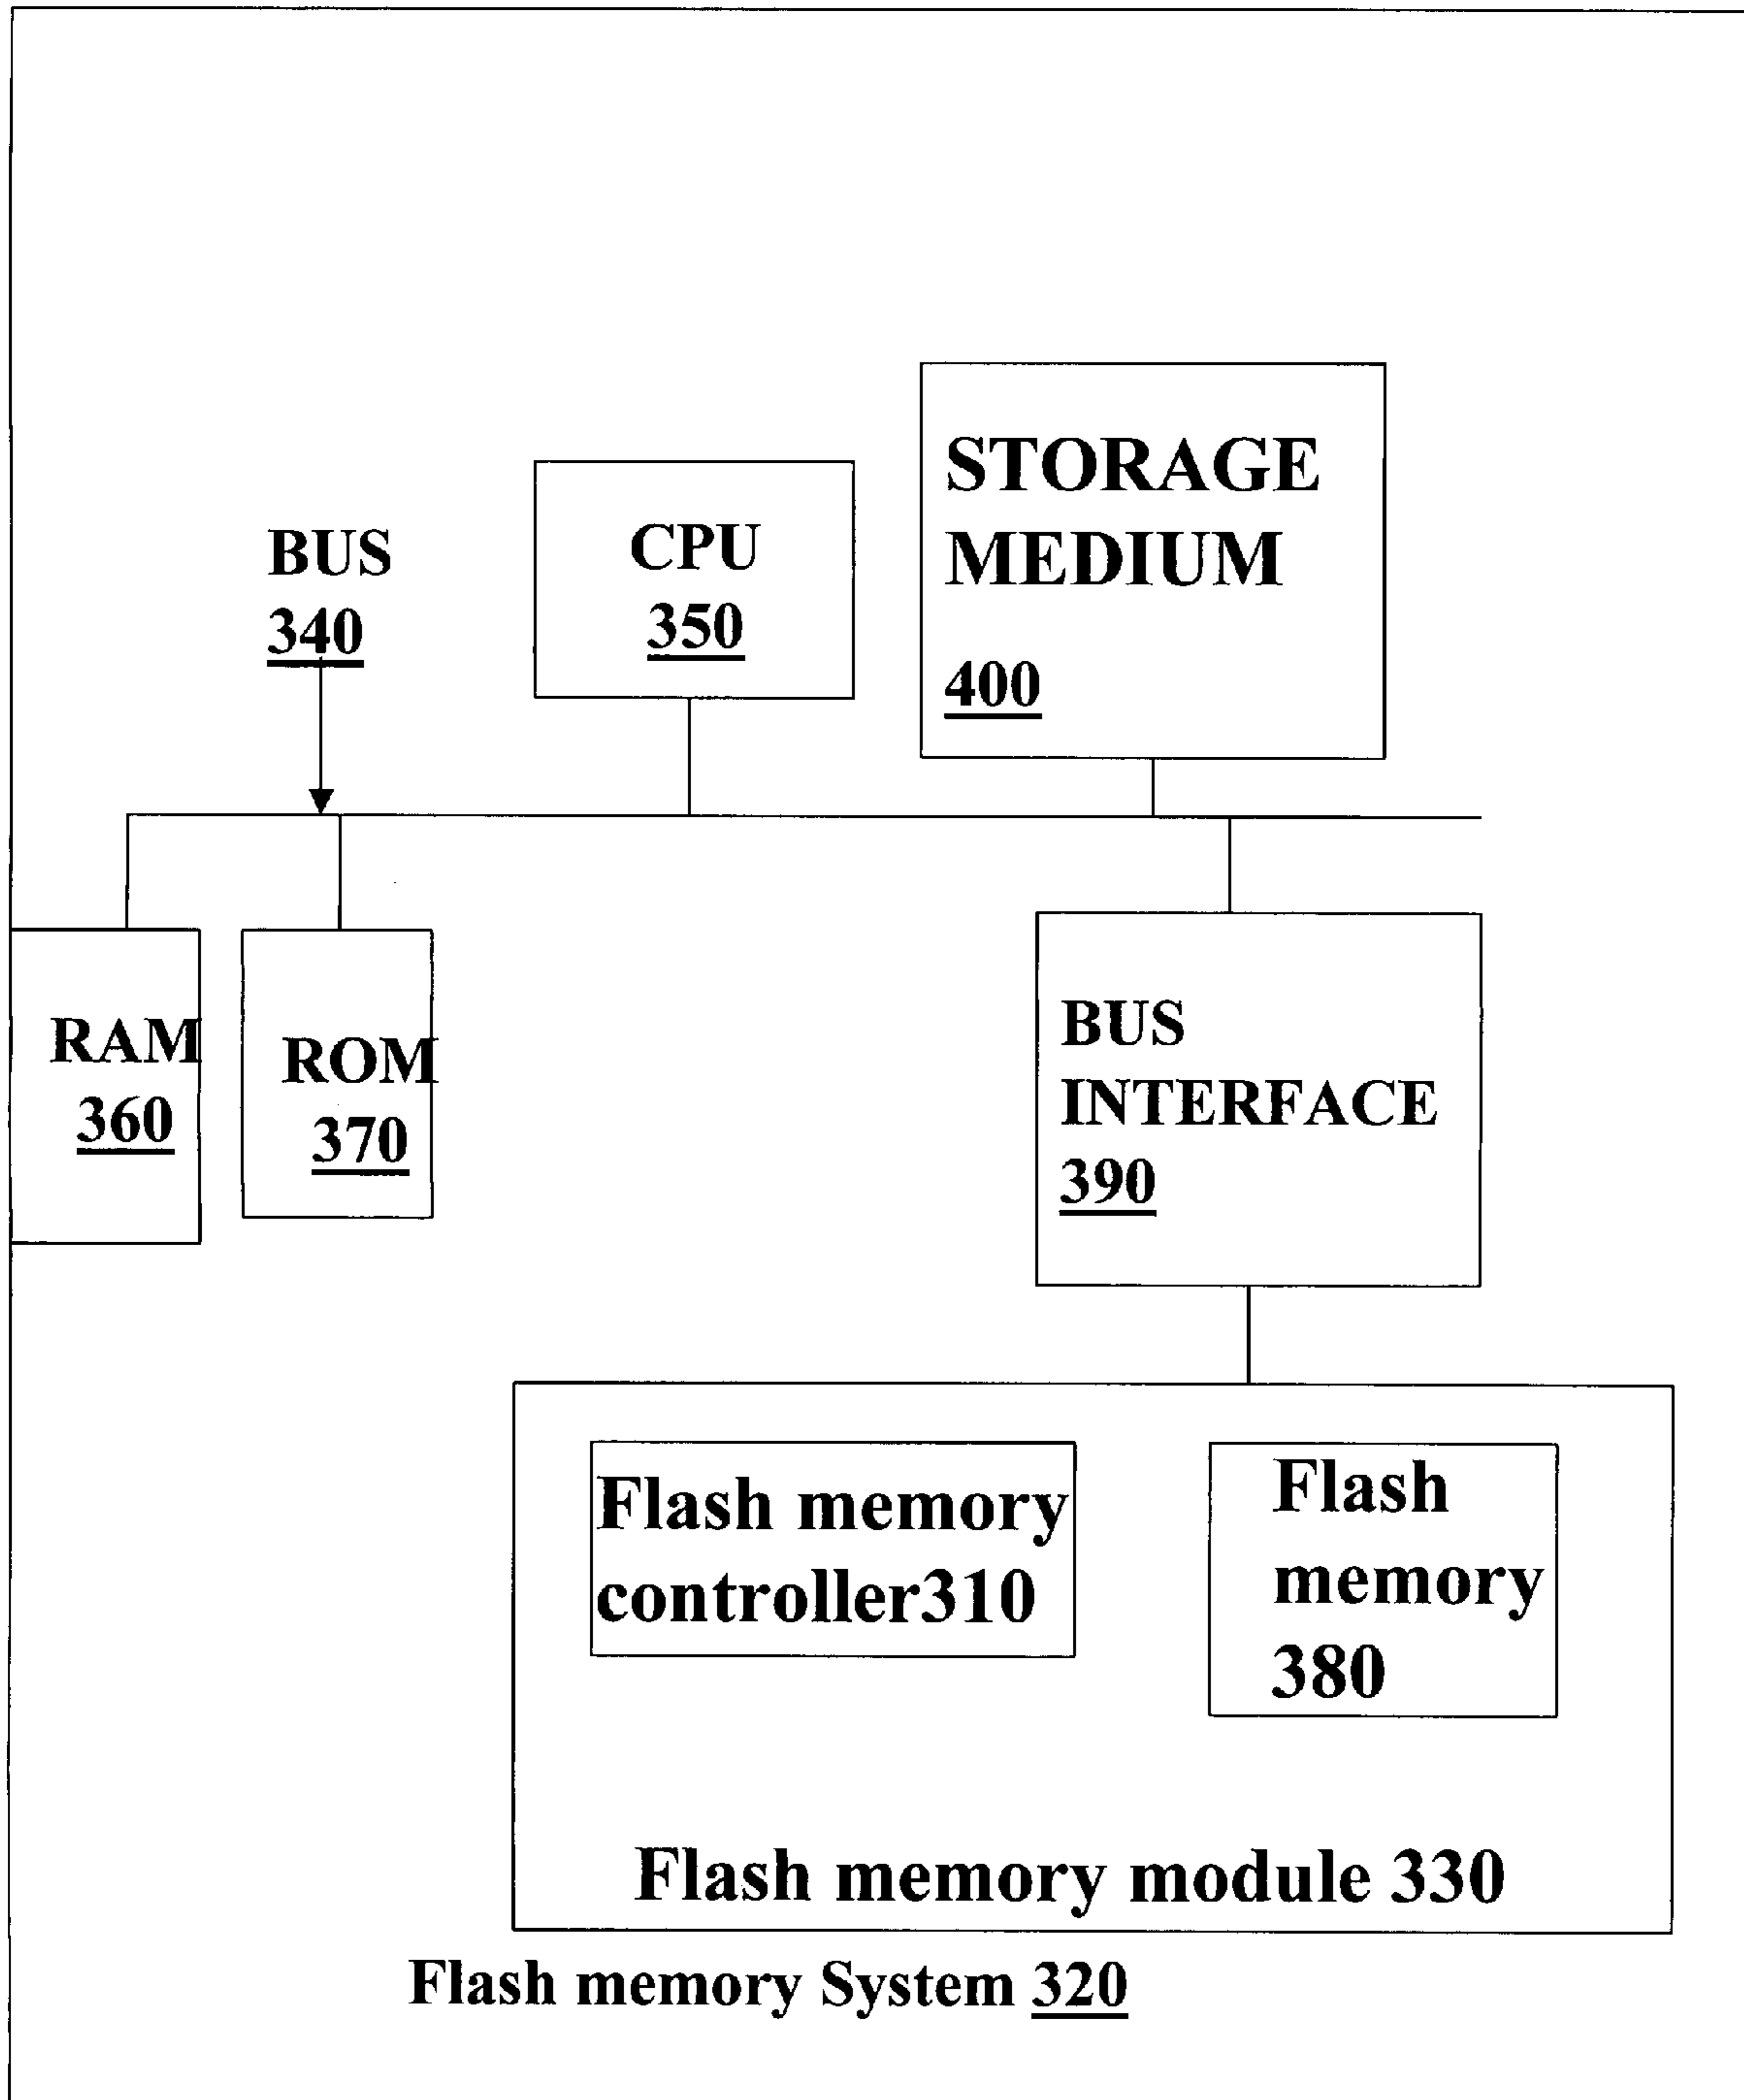 STORAGE
MEDIUM
400
CPU
350
BUS
340
RAM
360
ROM
370
BUS
INTERFACE
390
Flash memory
controller310
Flash
memory
380
Flash memory module 330
Flash memory System 320